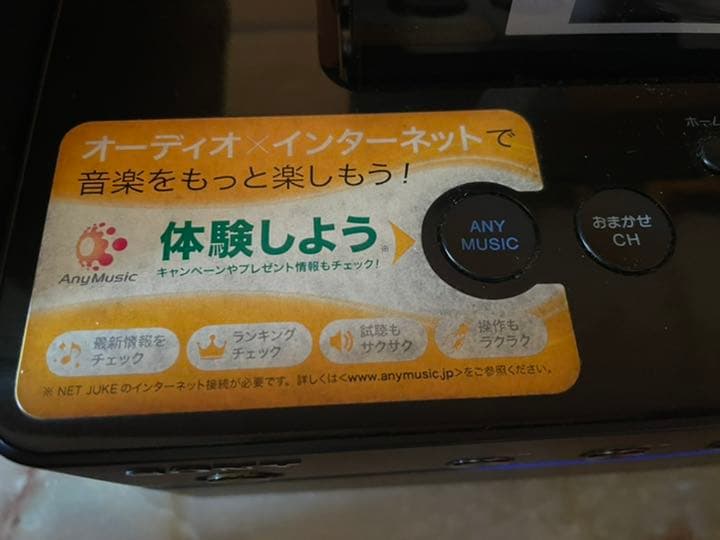 オーディオ×インターネットで
音楽をもっと楽しもう!
体験しよう※
キャンペーンやプレゼント情報もチェック!
AnyMusic
ANY
MUSIC
おまかせ
CH
ホーム
最新情報を
チェック
ランキング
チェック
試聴も
サクサク
操作も
ラクラク
※ NET JUKEのインターネット接続が必要です。詳しくは<www.anymusic.jp>をご参照ください。